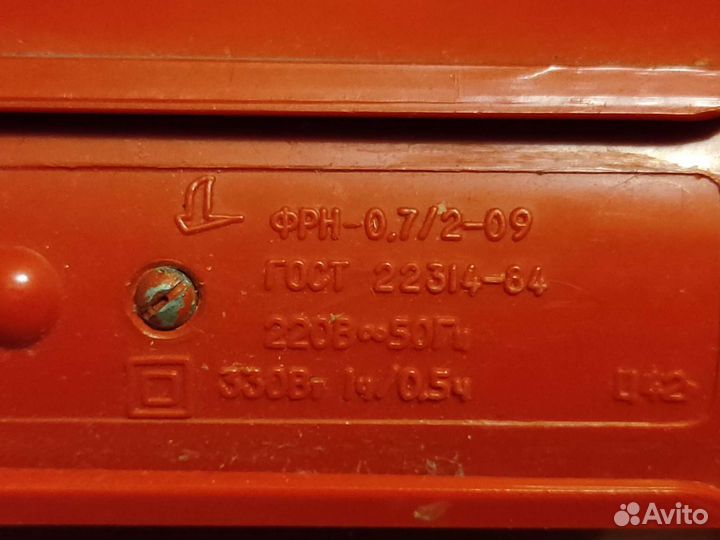 ФРН-0.7/2-09
ГОСТ 22314-84
220В~50Гц
330Вт 1ч/0.5ч
Avito